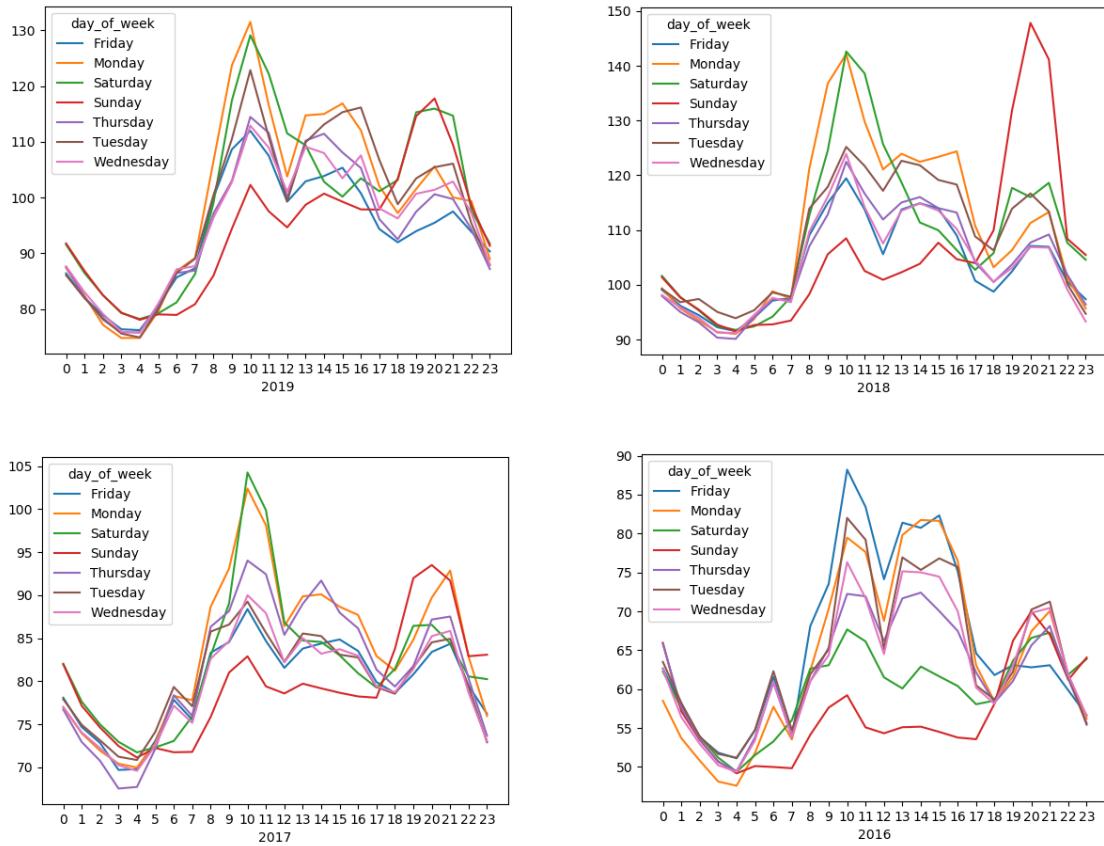 130
120
110
100
90
80
day_of_week
Friday
Monday
Saturday
Sunday
Thursday
Tuesday
Wednesday
0 1 2 3 4 5 6 7 8 9 10 11 12 13 14 15 16 17 18 19 20 21 22 23
2019
150
140
130
120
110
100
90
day_of_week
Friday
Monday
Saturday
Sunday
Thursday
Tuesday
Wednesday
0 1 2 3 4 5 6 7 8 9 10 11 12 13 14 15 16 17 18 19 20 21 22 23
2018
105
100
95
90
85
80
75
70
day_of_week
Friday
Monday
Saturday
Sunday
Thursday
Tuesday
Wednesday
0 1 2 3 4 5 6 7 8 9 10 11 12 13 14 15 16 17 18 19 20 21 22 23
2017
90
85
80
75
70
65
60
55
50
day_of_week
Friday
Monday
Saturday
Sunday
Thursday
Tuesday
Wednesday
0 1 2 3 4 5 6 7 8 9 10 11 12 13 14 15 16 17 18 19 20 21 22 23
2016